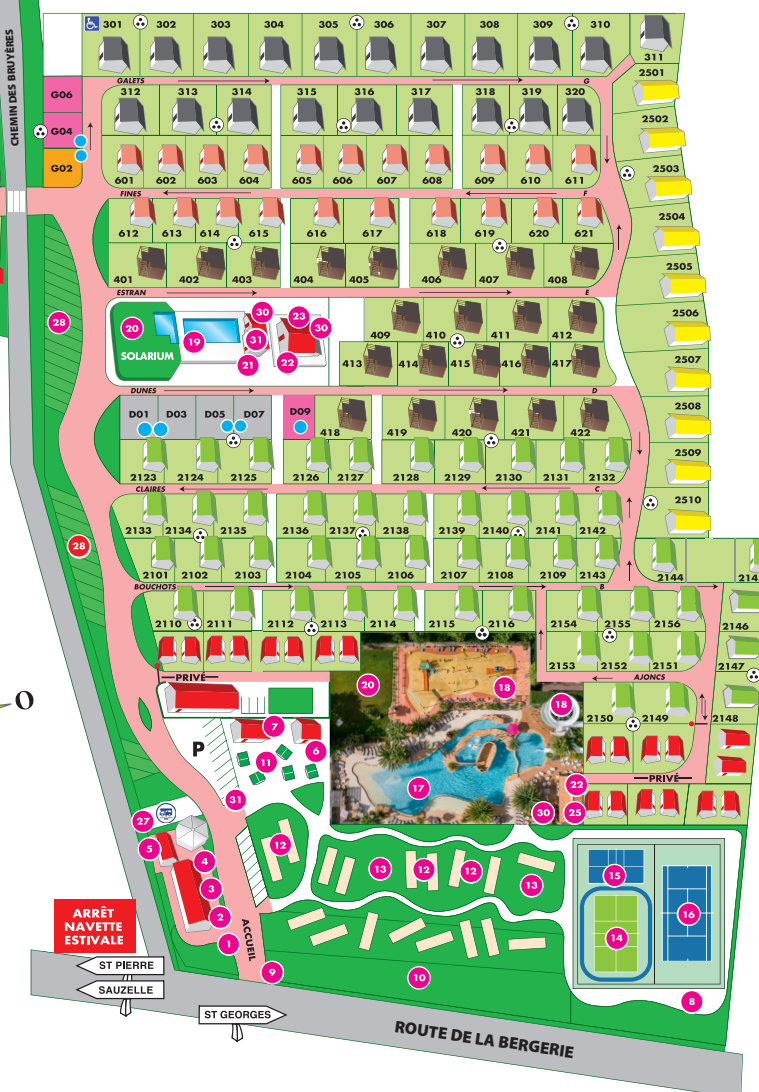 CHEMIN DES BRUYÈRES
301 302 303 304 305 306 307 308 309 310
311
GALETS G
2501
G06
312 313 314 315 316 317 318 319 320
2502
G04
G02
601 602 603 604 605 606 607 608 609 610 611
2503
FINES F
612 613 614 615 616 617 618 619 620 621
2504
401 402 403 404 405 406 407 408
2505
ESTRAN E
28
20
SOLARIUM
19
30
31
21
23
30
22
409 410 411 412
2506
413 414 415 416 417
2507
DUNES D
D01 D03 D05 D07 D09
418 419 420 421 422
2508
2123 2124 2125 2126 2127 2128 2129 2130 2131 2132
2509
CLAIRES C
2510
2133 2134 2135 2136 2137 2138 2139 2140 2141 2142
28
2101 2102 2103 2104 2105 2106 2107 2108 2109 2143
2144
BOUCHOTS B
2110 2111 2112 2113 2114 2115 2116 2154 2155 2156
2146
2153 2152 2151
2147
PRIVÉ
20
18
AJONCS
O
18
2150 2149 2148
7
P
6
11
PRIVÉ
17
22
31
30
25
27
5
4
12
3
13
12
12
13
15
2
16
14
ARRÊT
NAVETTE
ESTIVALE
1
ACCUEIL
9
10
ST PIERRE
SAUZELLE
8
ST GEORGES
ROUTE DE LA BERGERIE